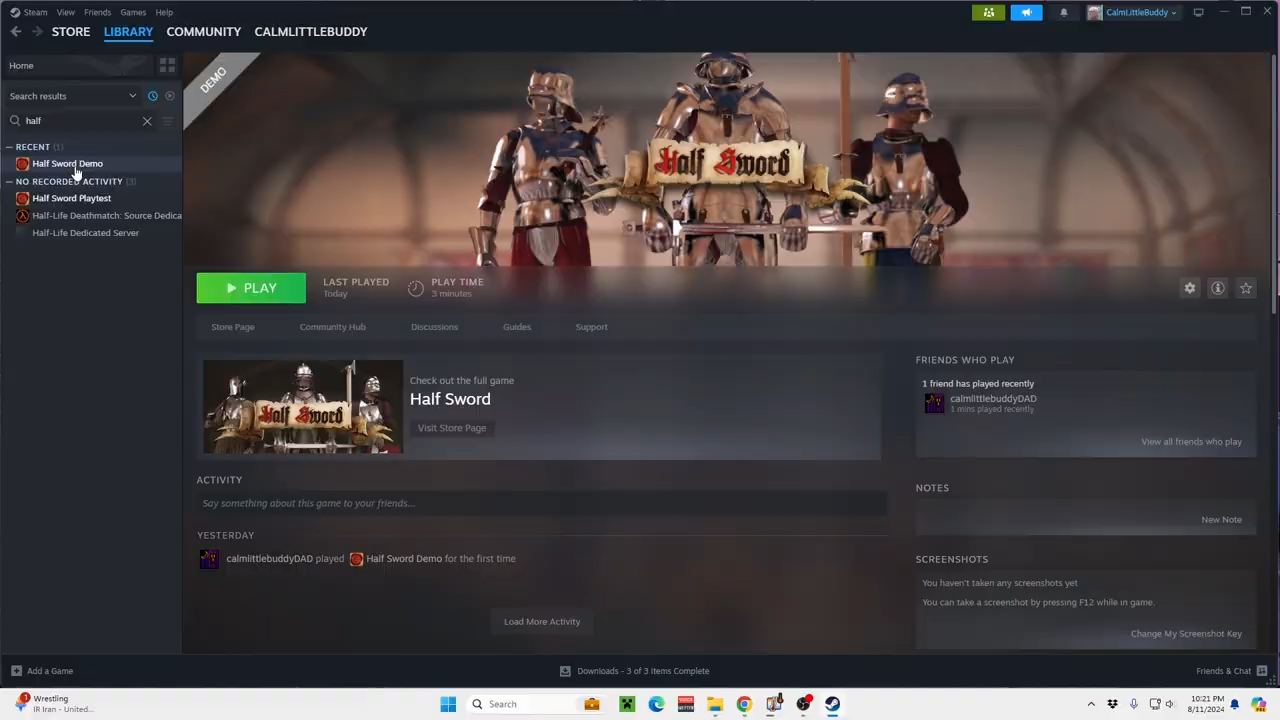 Steam View Friends Games Help
CalmLittleBuddy
STORE LIBRARY COMMUNITY CALMLITTLEBUDDY
Home
DEMO
Search results
half
RECENT (1)
Half Sword Demo
NO RECORDED ACTIVITY (3)
Half Sword Playtest
Half-Life Deathmatch: Source Dedica
Half-Life Dedicated Server
Half Sword
PLAY
LAST PLAYED
Today
PLAY TIME
3 minutes
Store Page Community Hub Discussions Guides Support
Half Sword
Check out the full game
Half Sword
Visit Store Page
FRIENDS WHO PLAY
1 friend has played recently
calmlittlebuddyDAD
1 mins played recently
View all friends who play
ACTIVITY
Say something about this game to your friends...
NOTES
New Note
YESTERDAY
calmlittlebuddyDAD played Half Sword Demo for the first time
SCREENSHOTS
You haven't taken any screenshots yet
You can take a screenshot by pressing F12 while in game.
Change My Screenshot Key
Load More Activity
Add a Game
Downloads - 3 of 3 Items Complete
Friends & Chat
1
Wrestling
IR Iran - United...
Search
10:21 PM
8/11/2024